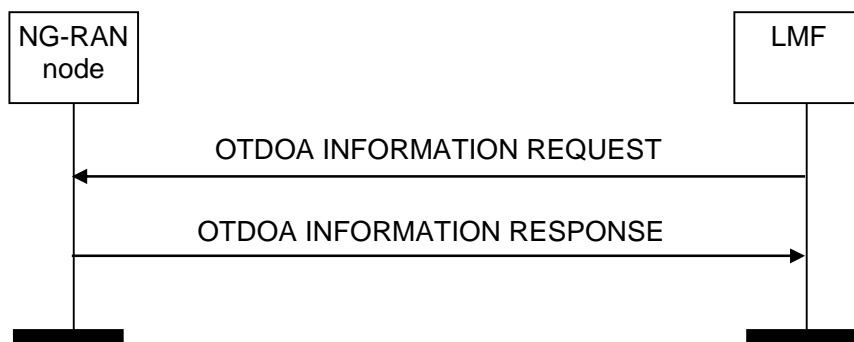 NG-RAN
node
LMF
OTDOA INFORMATION REQUEST
OTDOA INFORMATION RESPONSE